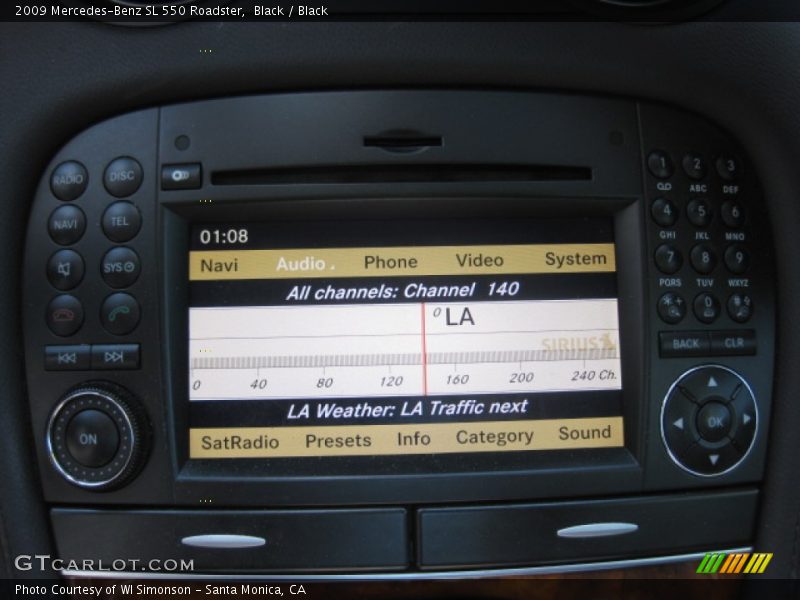 2009 Mercedes-Benz SL 550 Roadster,  Black / Black
RADIO DISC
NAVI TEL
SYS
ON
01:08
Navi Audio. Phone Video System
All channels: Channel 140
LA
SIRIUS
0 40 80 120 160 200 240 Ch.
LA Weather: LA Traffic next
SatRadio Presets Info Category Sound
1 2 3
ABC DEF
4 5 6
GHI JKL MNO
7 8 9
PQRS TUV WXYZ
* 0 #
BACK CLR
OK
GTCARLOT.COM
Photo Courtesy of WI Simonson - Santa Monica, CA